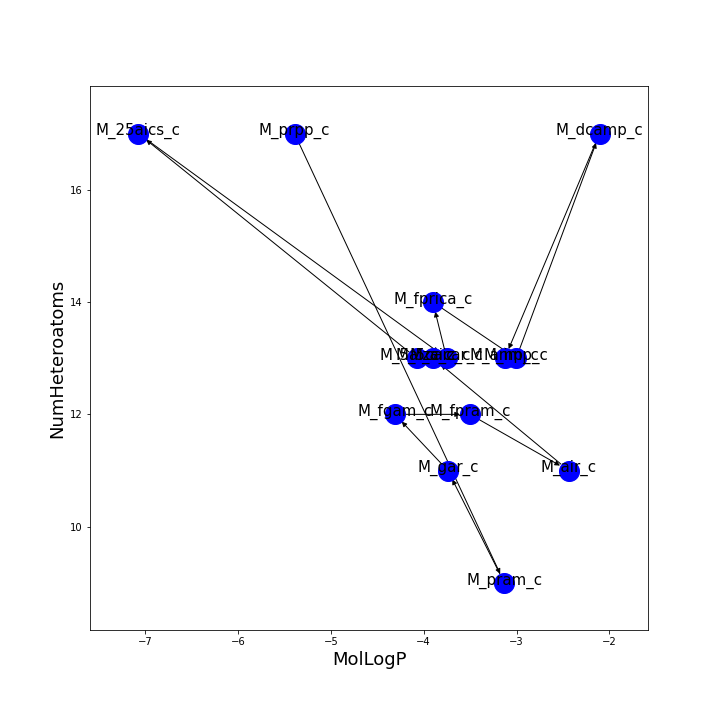 M_25aics_c
M_prpp_c
M_dcamp_c
M_fprica_c
M_fgam_c
M_fpram_c
M_gar_c
M_air_c
M_pram_c
16
14
12
10
−7
−6
−5
−4
−3
−2
MolLogP
NumHeteroatoms